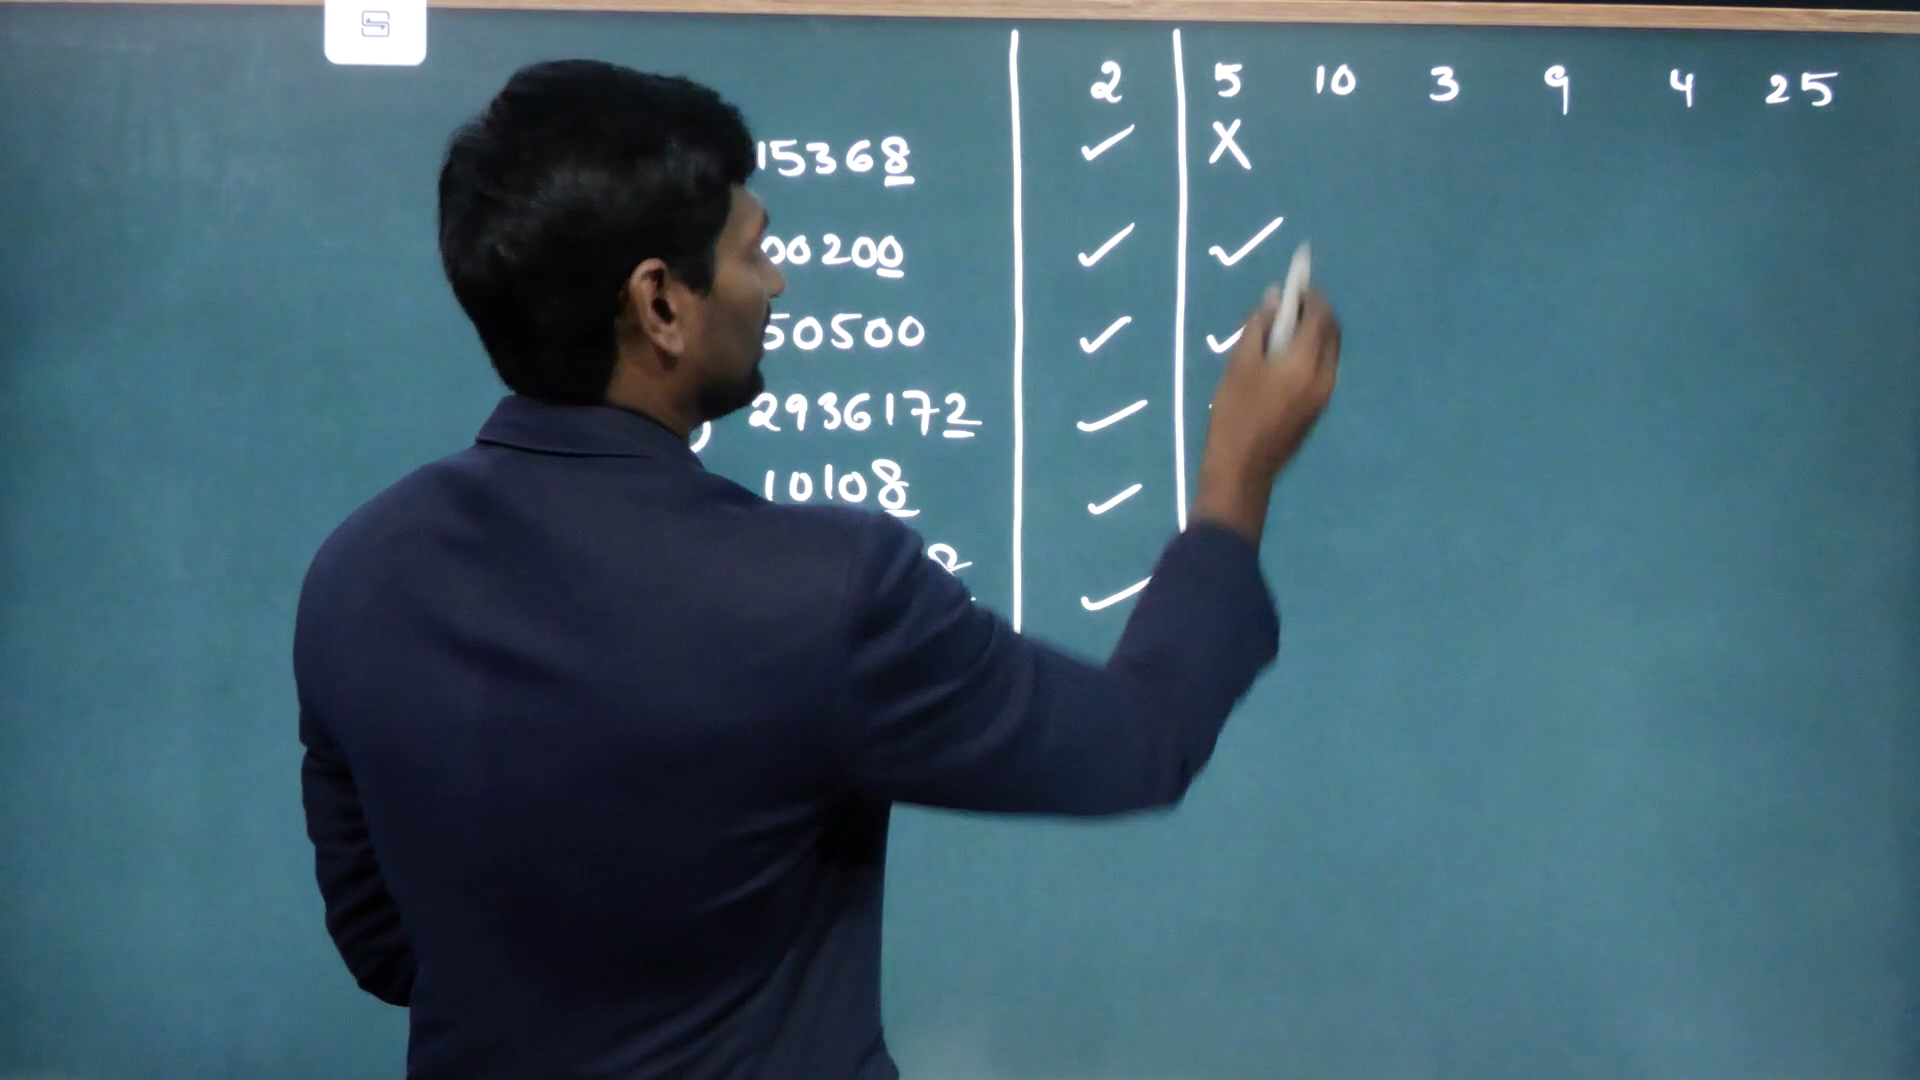 2 5 10 3 9 4 25
15368 ✓ X
00200 ✓ ✓
50500 ✓ ✓
2936172 ✓
10108 ✓
✓